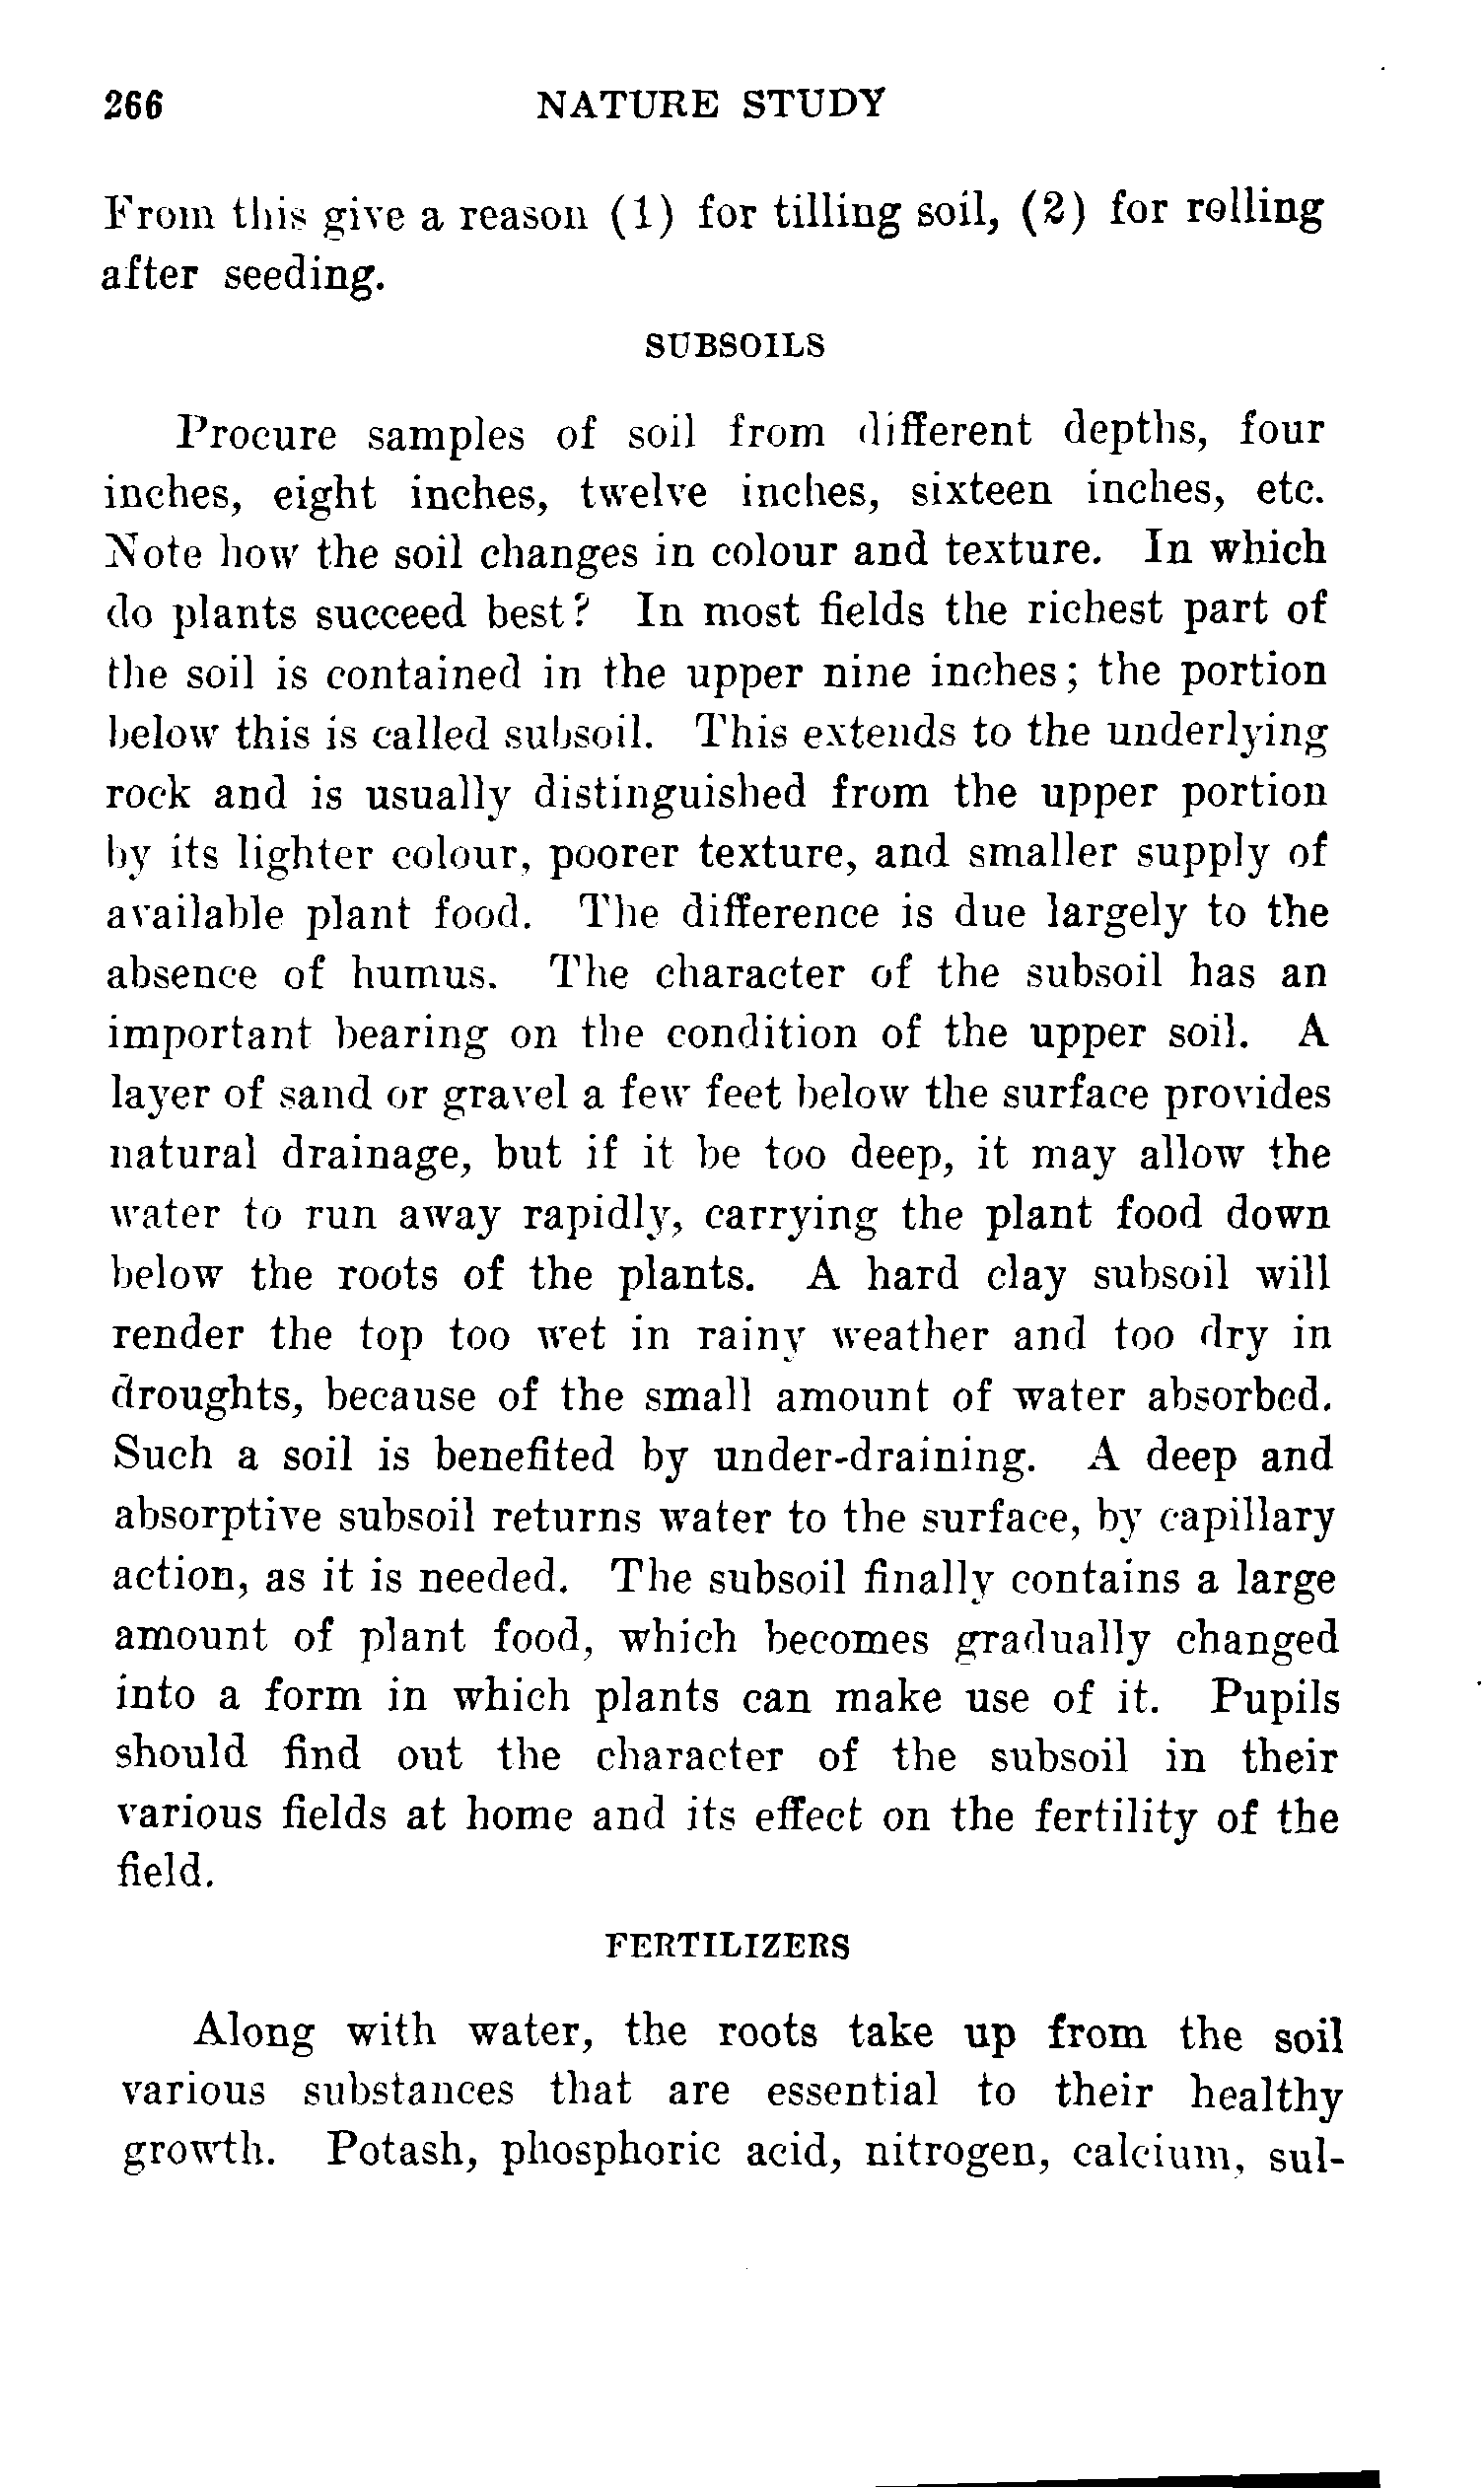 266 NATURE STUDY
From this give a reason (1) for tilling soil, (2) for rolling
after seeding.
SUBSOILS
Procure samples of soil from different depths, four
inches, eight inches, twelve inches, sixteen inches, etc.
Note how the soil changes in colour and texture. In which
do plants succeed best? In most fields the richest part of
the soil is contained in the upper nine inches; the portion
below this is called subsoil. This extends to the underlying
rock and is usually distinguished from the upper portion
by its lighter colour, poorer texture, and smaller supply of
available plant food. The difference is due largely to the
absence of humus. The character of the subsoil has an
important bearing on the condition of the upper soil. A
layer of sand or gravel a few feet below the surface provides
natural drainage, but if it be too deep, it may allow the
water to run away rapidly, carrying the plant food down
below the roots of the plants. A hard clay subsoil will
render the top too wet in rainy weather and too dry in
droughts, because of the small amount of water absorbed.
Such a soil is benefited by under-draining. A deep and
absorptive subsoil returns water to the surface, by capillary
action, as it is needed. The subsoil finally contains a large
amount of plant food, which becomes gradually changed
into a form in which plants can make use of it. Pupils
should find out the character of the subsoil in their
various fields at home and its effect on the fertility of the
field.
FERTILIZERS
Along with water, the roots take up from the soil
various substances that are essential to their healthy
growth. Potash, phosphoric acid, nitrogen, calcium, sul-